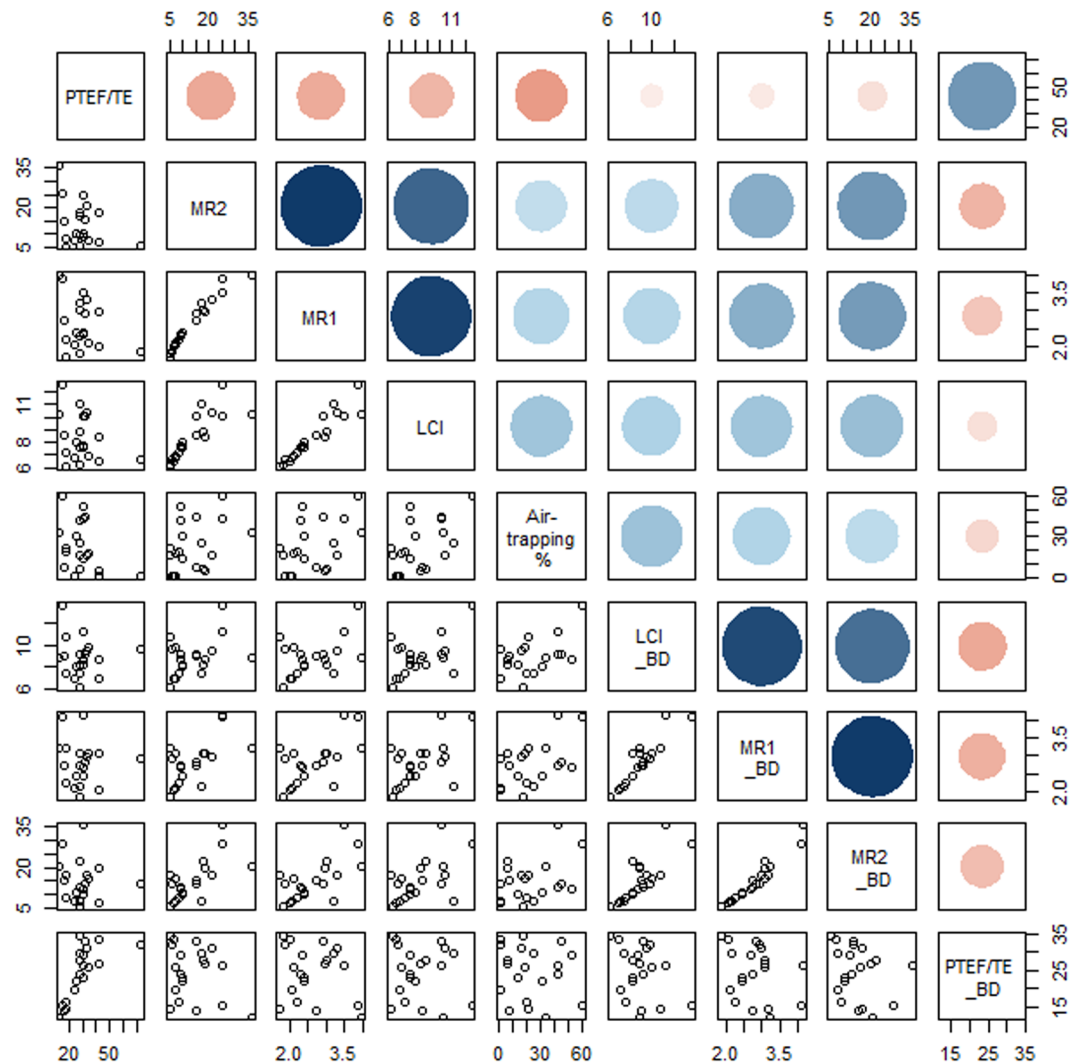 5 20 35 6 8 11 6 10 5 20 35
PTEF/TE
20 50
5 20 35
MR2
MR1
2.0 3.5
6 8 11
LCI
Air-
trapping
%
0 30 60
6 10
LCI
_BD
MR1
_BD
2.0 3.5
5 20 35
MR2
_BD
PTEF/TE
_BD
15 25 35
20 50 2.0 3.5 0 30 60 2.0 3.5 15 25 35